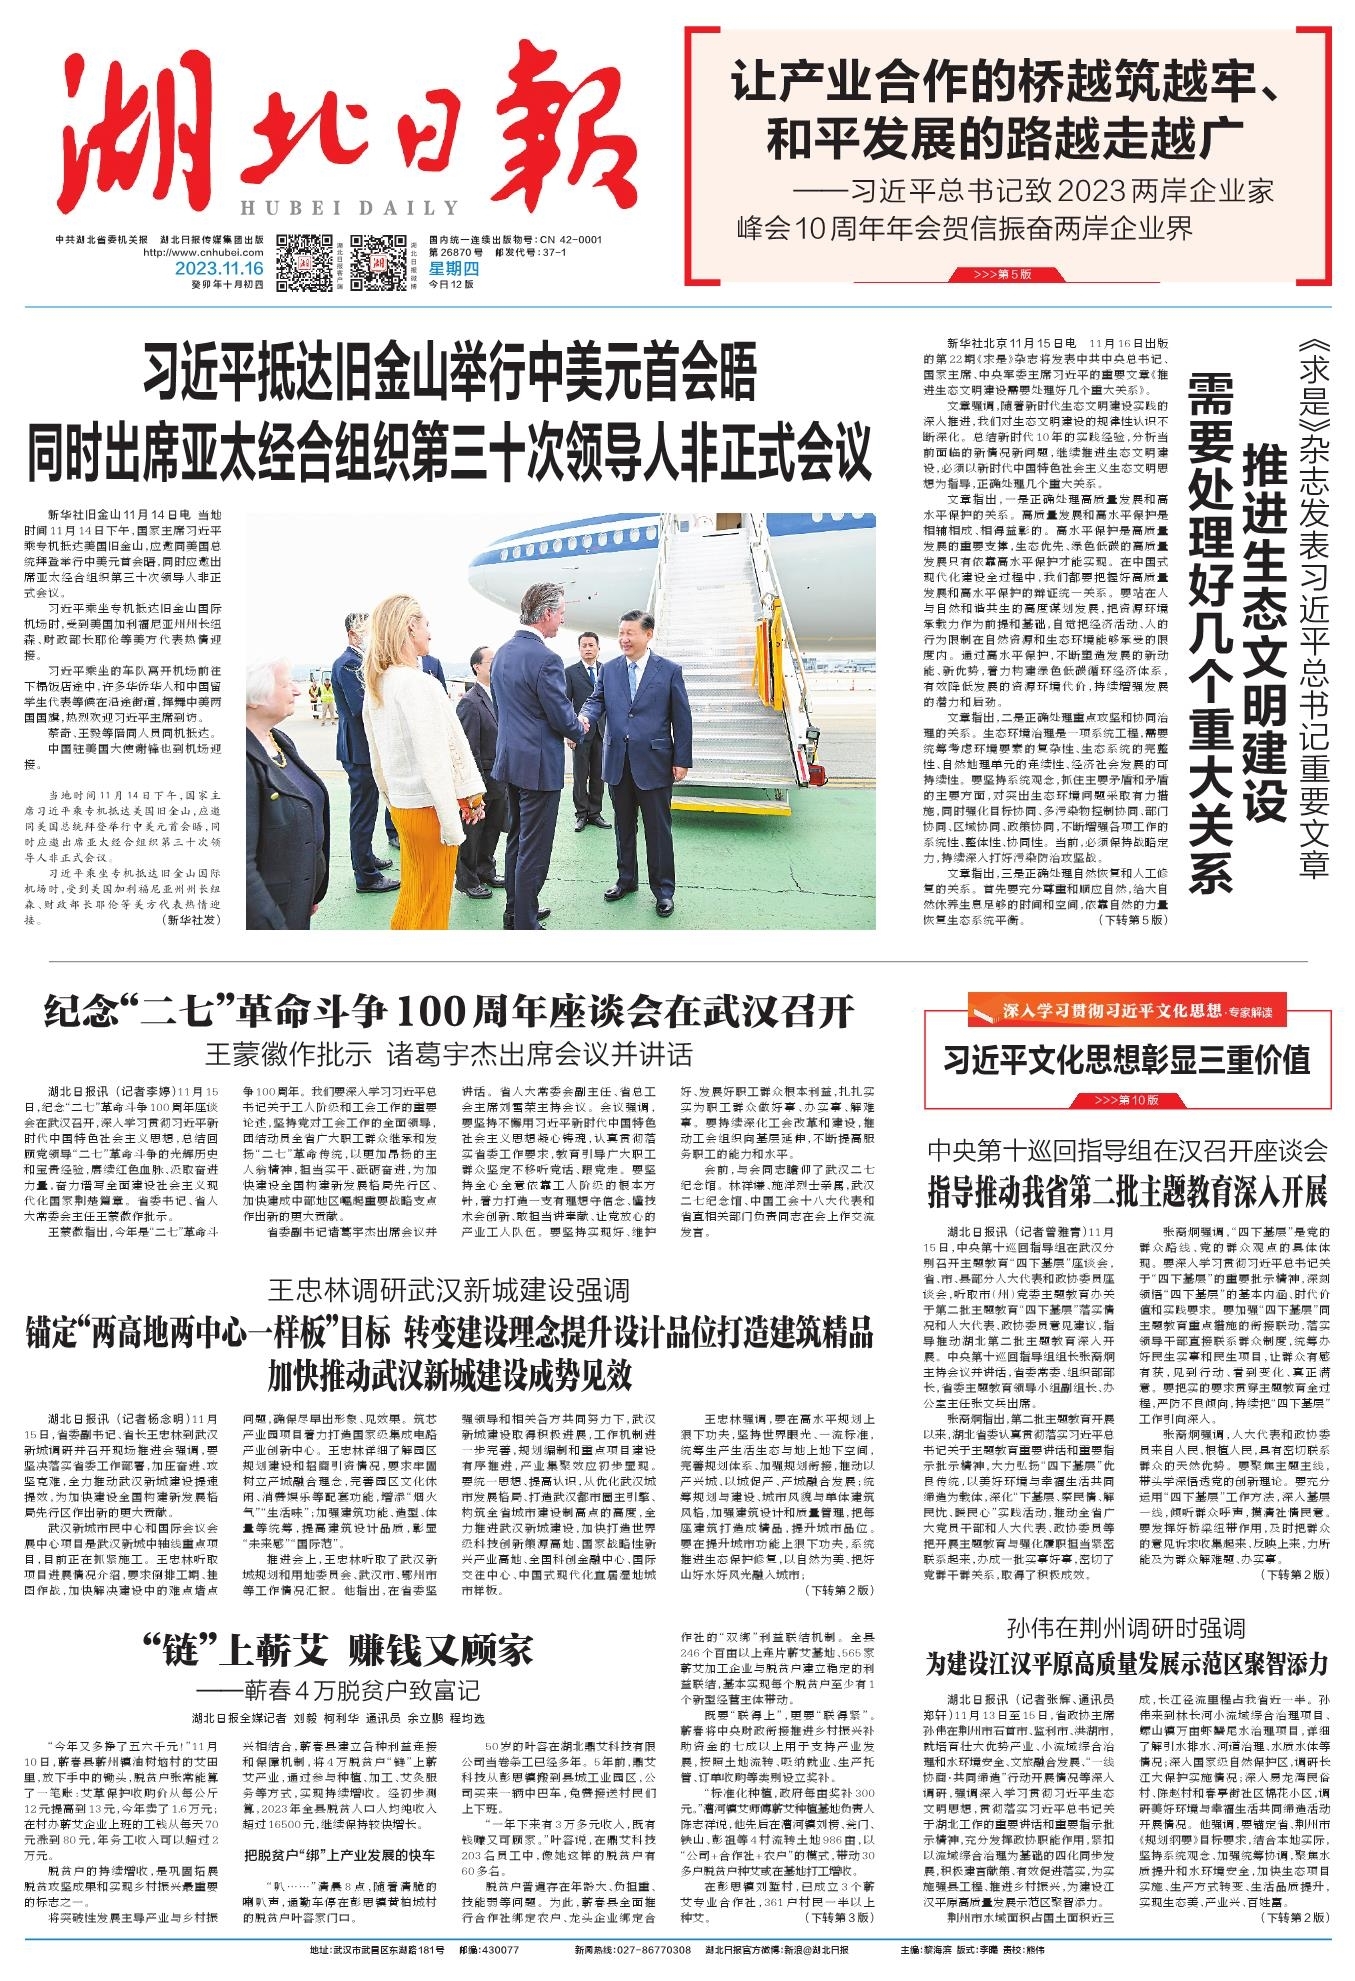 湖北日报
HUBEI DAILY
中共湖北省委机关报 湖北日报传媒集团出版
http://www.cnhubei.com
2023.11.16
癸卯年十月初四
湖北日报客户端
湖北日报微博
国内统一连续出版物号:CN 42-0001
第26870号 邮发代号:37-1
星期四
今日12版
让产业合作的桥越筑越牢、
和平发展的路越走越广
——习近平总书记致2023两岸企业家
峰会10周年年会贺信振奋两岸企业界
>>>第5版
习近平抵达旧金山举行中美元首会晤
同时出席亚太经合组织第三十次领导人非正式会议
新华社旧金山11月14日电 当地
时间11月14日下午,国家主席习近平
乘专机抵达美国旧金山,应邀同美国总
统拜登举行中美元首会晤,同时应邀出
席亚太经合组织第三十次领导人非正
式会议。
习近平乘坐专机抵达旧金山国际
机场时,受到美国加利福尼亚州州长纽
森、财政部长耶伦等美方代表热情迎
接。
习近平乘坐的车队离开机场前往
下榻饭店途中,许多华侨华人和中国留
学生代表等候在沿途街道,挥舞中美两
国国旗,热烈欢迎习近平主席到访。
蔡奇、王毅等陪同人员同机抵达。
中国驻美国大使谢锋也到机场迎
接。
当地时间11月14日下午,国家主
席习近平乘专机抵达美国旧金山,应邀
同美国总统拜登举行中美元首会晤,同
时应邀出席亚太经合组织第三十次领
导人非正式会议。
习近平乘坐专机抵达旧金山国际
机场时,受到美国加利福尼亚州州长纽
森、财政部长耶伦等美方代表热情迎
接。 (新华社发)
《求是》杂志发表习近平总书记重要文章
推进生态文明建设
需要处理好几个重大关系
新华社北京11月15日电 11月16日出版
的第22期《求是》杂志将发表中共中央总书记、
国家主席、中央军委主席习近平的重要文章《推
进生态文明建设需要处理好几个重大关系》。
文章强调,随着新时代生态文明建设实践的
深入推进,我们对生态文明建设的规律性认识不
断深化。总结新时代10年的实践经验,分析当
前面临的新情况新问题,继续推进生态文明建
设,必须以新时代中国特色社会主义生态文明思
想为指导,正确处理几个重大关系。
文章指出,一是正确处理高质量发展和高
水平保护的关系。高质量发展和高水平保护是
相辅相成、相得益彰的。高水平保护是高质量
发展的重要支撑,生态优先、绿色低碳的高质量
发展只有依靠高水平保护才能实现。在中国式
现代化建设全过程中,我们都要把握好高质量
发展和高水平保护的辩证统一关系。要站在人
与自然和谐共生的高度谋划发展,把资源环境
承载力作为前提和基础,自觉把经济活动、人的
行为限制在自然资源和生态环境能够承受的限
度内。通过高水平保护,不断塑造发展的新动
能、新优势,着力构建绿色低碳循环经济体系,
有效降低发展的资源环境代价,持续增强发展
的潜力和后劲。
文章指出,二是正确处理重点攻坚和协同治
理的关系。生态环境治理是一项系统工程,需要
统筹考虑环境要素的复杂性、生态系统的完整
性、自然地理单元的连续性、经济社会发展的可
持续性。要坚持系统观念,抓住主要矛盾和矛盾
的主要方面,对突出生态环境问题采取有力措
施,同时强化目标协同、多污染物控制协同、部门
协同、区域协同、政策协同,不断增强各项工作的
系统性、整体性、协同性。当前,必须保持战略定
力,持续深入打好污染防治攻坚战。
文章指出,三是正确处理自然恢复和人工修
复的关系。首先要充分尊重和顺应自然,给大自
然休养生息足够的时间和空间,依靠自然的力量
恢复生态系统平衡。 (下转第5版)
纪念“二七”革命斗争100周年座谈会在武汉召开
王蒙徽作批示 诸葛宇杰出席会议并讲话
湖北日报讯 (记者李婷)11月15
日,纪念“二七”革命斗争100周年座谈
会在武汉召开,深入学习贯彻习近平新
时代中国特色社会主义思想,总结回
顾党领导“二七”革命斗争的光辉历史
和宝贵经验,赓续红色血脉、汲取奋进
力量,奋力谱写全面建设社会主义现
代化国家荆楚篇章。省委书记、省人
大常委会主任王蒙徽作批示。
王蒙徽指出,今年是“二七”革命斗
争100周年。我们要深入学习习近平总
书记关于工人阶级和工会工作的重要
论述,坚持党对工会工作的全面领导,
团结动员全省广大职工群众继承和发
扬“二七”革命传统,以更加昂扬的主
人翁精神,担当实干、砥砺奋进,为加
快建设全国构建新发展格局先行区、
加快建成中部地区崛起重要战略支点
作出新的更大贡献。
省委副书记诸葛宇杰出席会议并
讲话。省人大常委会副主任、省总工
会主席刘雪荣主持会议。会议强调,
要坚持不懈用习近平新时代中国特色
社会主义思想凝心铸魂,认真贯彻落
实省委工作要求,教育引导广大职工
群众坚定不移听党话、跟党走。要坚
持全心全意依靠工人阶级的根本方
针,着力打造一支有理想守信念、懂技
术会创新、敢担当讲奉献、让党放心的
产业工人队伍。要坚持实现好、维护
好、发展好职工群众根本利益,扎扎实
实为职工群众做好事、办实事、解难
事。要持续深化工会改革和建设,推
动工会组织向基层延伸,不断提高服
务职工的能力和水平。
会前,与会同志瞻仰了武汉二七
纪念馆。林祥谦、施洋烈士亲属,武汉
二七纪念馆、中国工会十八大代表和
省直相关部门负责同志在会上作交流
发言。
深入学习贯彻习近平文化思想·专家解读
习近平文化思想彰显三重价值
>>>第10版
中央第十巡回指导组在汉召开座谈会
指导推动我省第二批主题教育深入开展
湖北日报讯 (记者曾雅青)11月
15日,中央第十巡回指导组在武汉分
别召开主题教育“四下基层”座谈会,
省、市、县部分人大代表和政协委员座
谈会,听取市(州)党委主题教育办关
于第二批主题教育“四下基层”落实情
况和人大代表、政协委员意见建议,指
导推动湖北第二批主题教育深入开
展。中央第十巡回指导组组长张裔炯
主持会议并讲话,省委常委、组织部部
长,省委主题教育领导小组副组长、办
公室主任张文兵出席。
张裔炯指出,第二批主题教育开展
以来,湖北省委认真贯彻落实习近平总
书记关于主题教育重要讲话和重要指
示批示精神,大力弘扬“四下基层”优
良传统,以美好环境与幸福生活共同
缔造为载体,深化“下基层、察民情、解
民忧、暖民心”实践活动,推动全省广
大党员干部和人大代表、政协委员等
把开展主题教育与强化履职担当紧密
联系起来,办成一批实事好事,密切了
党群干群关系,取得了积极成效。
张裔炯强调,“四下基层”是党的
群众路线、党的群众观点的具体体
现。要深入学习贯彻习近平总书记关
于“四下基层”的重要批示精神,深刻
领悟“四下基层”的基本内涵、时代价
值和实践要求。要加强“四下基层”同
主题教育重点措施的衔接联动,落实
领导干部直接联系群众制度,统筹办
好民生实事和民生项目,让群众有感
有获,见到行动、看到变化、真正满
意。要把实的要求贯穿主题教育全过
程,严防不良倾向,持续把“四下基层”
工作引向深入。
张裔炯强调,人大代表和政协委
员来自人民、根植人民,具有密切联系
群众的天然优势。要聚焦主题主线,
带头学深悟透党的创新理论。要充分
运用“四下基层”工作方法,深入基层
一线,倾听群众呼声,摸清社情民意。
要发挥好桥梁纽带作用,及时把群众
的意见诉求收集起来,反映上来,力所
能及为群众解难题、办实事。
(下转第2版)
王忠林调研武汉新城建设强调
锚定“两高地两中心一样板”目标 转变建设理念提升设计品位打造建筑精品
加快推动武汉新城建设成势见效
湖北日报讯 (记者杨念明)11月
15日,省委副书记、省长王忠林到武汉
新城调研并召开现场推进会强调,要
坚决落实省委工作部署,加压奋进、攻
坚克难,全力推动武汉新城建设提速
提效,为加快建设全国构建新发展格
局先行区作出新的更大贡献。
武汉新城市民中心和国际会议会
展中心项目是武汉新城中轴线重点项
目,目前正在抓紧施工。王忠林听取
项目进展情况介绍,要求倒排工期、挂
图作战,加快解决建设中的难点堵点
问题,确保尽早出形象、见效果。筑芯
产业园项目着力打造国家级集成电路
产业创新中心。王忠林详细了解园区
规划建设和招商引资情况,要求牢固
树立产城融合理念,完善园区文化休
闲、消费娱乐等配套功能,增添“烟火
气”“生活味”;加强建筑功能、造型、体
量等统筹,提高建筑设计品质,彰显
“未来感”“国际范”。
推进会上,王忠林听取了武汉新
城规划和用地委员会、武汉市、鄂州市
等工作情况汇报。他指出,在省委坚
强领导和相关各方共同努力下,武汉
新城建设取得积极进展,工作机制进
一步完善,规划编制和重点项目建设
有序推进,产业集聚效应初步显现。
要统一思想、提高认识,从优化武汉城
市发展格局、打造武汉都市圈主引擎、
构筑全省城市建设制高点的高度,全
力推进武汉新城建设,加快打造世界
级科技创新策源高地、国家战略性新
兴产业高地、全国科创金融中心、国际
交往中心、中国式现代化宜居湿地城
市样板。
王忠林强调,要在高水平规划上
狠下功夫,坚持世界眼光、一流标准,
统筹生产生活生态与地上地下空间,
完善规划体系、加强规划衔接,推动以
产兴城、以城促产、产城融合发展;统
筹规划与建设、城市风貌与单体建筑
风格,加强建筑设计和质量管理,把每
座建筑打造成精品,提升城市品位。
要在提升城市功能上狠下功夫,系统
推进生态保护修复,以自然为美、把好
山好水好风光融入城市;
(下转第2版)
“链”上蕲艾 赚钱又顾家
——蕲春4万脱贫户致富记
湖北日报全媒记者 刘毅 柯利华 通讯员 余立鹏 程均选
“今年又多挣了五六千元!”11月
10日,蕲春县蕲州镇油树垴村的艾田
里,放下手中的锄头,脱贫户张常能算
了一笔账:艾草保护收购价从每公斤
12元提高到13元,今年卖了1.6万元;
在村办蕲艾企业上班的工钱从每天70
元涨到80元,年务工收入可以超过2
万元。
脱贫户的持续增收,是巩固拓展
脱贫攻坚成果和实现乡村振兴最重要
的标志之一。
将突破性发展主导产业与乡村振
兴相结合,蕲春县建立各种利益连接
和保障机制,将4万脱贫户“链”上蕲
艾产业,通过参与种植、加工、艾灸服
务等方式,实现持续增收。经初步测
算,2023年全县脱贫人口人均纯收入
超过16500元,继续保持较快增长。
把脱贫户“绑”上产业发展的快车
“叭……”清晨8点,随着清脆的
喇叭声,通勤车停在彭思镇黄柏城村
的脱贫户叶容家门口。
50岁的叶容在湖北鼎艾科技有限
公司当卷条工已经多年。5年前,鼎艾
科技从彭思镇搬到县城工业园区,公
司买来一辆中巴车,免费接送村民们
上下班。
“一年下来有3万多元收入,既有
钱赚又可顾家。”叶容说,在鼎艾科技
203名员工中,像她这样的脱贫户有
60多名。
脱贫户普遍存在年龄大、负担重、
技能弱等问题。为此,蕲春县全面推
行合作社绑定农户、龙头企业绑定合
作社的“双绑”利益联结机制。全县
246个百亩以上连片蕲艾基地、565家
蕲艾加工企业与脱贫户建立稳定的利
益联结,基本实现每个脱贫户至少有1
个新型经营主体带动。
既要“联得上”,更要“联得紧”。
蕲春将中央财政衔接推进乡村振兴补
助资金的七成以上用于支持产业发
展,按照土地流转、吸纳就业、生产托
管、订单收购等类别设立奖补。
“标准化种植,政府每亩奖补300
元。”漕河镇艾师傅蕲艾种植基地负责人
陈志祥说,他先后在漕河镇刘榜、瓮门、
铁山、彭祖等4村流转土地986亩,以
“公司+合作社+农户”的模式,带动30
多户脱贫户种艾或在基地打工增收。
在彭思镇刘堑村,已成立3个蕲
艾专业合作社,361户村民一半以上
种艾。 (下转第3版)
孙伟在荆州调研时强调
为建设江汉平原高质量发展示范区聚智添力
湖北日报讯 (记者张辉、通讯员
郑轩)11月13日至15日,省政协主席
孙伟在荆州市石首市、监利市、洪湖市,
就培育壮大优势产业、小流域综合治
理和水环境安全、文旅融合发展、“一线
协商·共同缔造”行动开展情况等深入
调研,强调深入学习贯彻习近平生态
文明思想,贯彻落实习近平总书记关
于湖北工作的重要讲话和重要指示批
示精神,充分发挥政协职能作用,紧扣
以流域综合治理为基础的四化同步发
展,积极建言献策、有效促进落实,为实
施强县工程、推进乡村振兴,为建设江
汉平原高质量发展示范区聚智添力。
荆州市水域面积占国土面积近三
成,长江径流里程占我省近一半。孙
伟来到林长河小流域综合治理项目、
螺山镇万亩虾蟹尾水治理项目,详细
了解引水排水、河道治理、水质水体等
情况;深入国家级自然保护区,调研长
江大保护实施情况;深入易龙湾民俗
村、陈赵村和春享街社区棉花小区,调
研美好环境与幸福生活共同缔造活动
开展情况。他强调,要锚定省、荆州市
《规划纲要》目标要求,结合本地实际,
坚持系统观念,加强统筹协调,聚焦水
质提升和水环境安全,加快生态项目
实施、生产方式转变、生活品质提升,
实现生态美、产业兴、百姓富。
(下转第2版)
地址:武汉市武昌区东湖路181号 邮编:430077 新闻热线:027-86770308 湖北日报官方微博:新浪@湖北日报 主编:黎海滨 版式:李曙 责校:熊伟